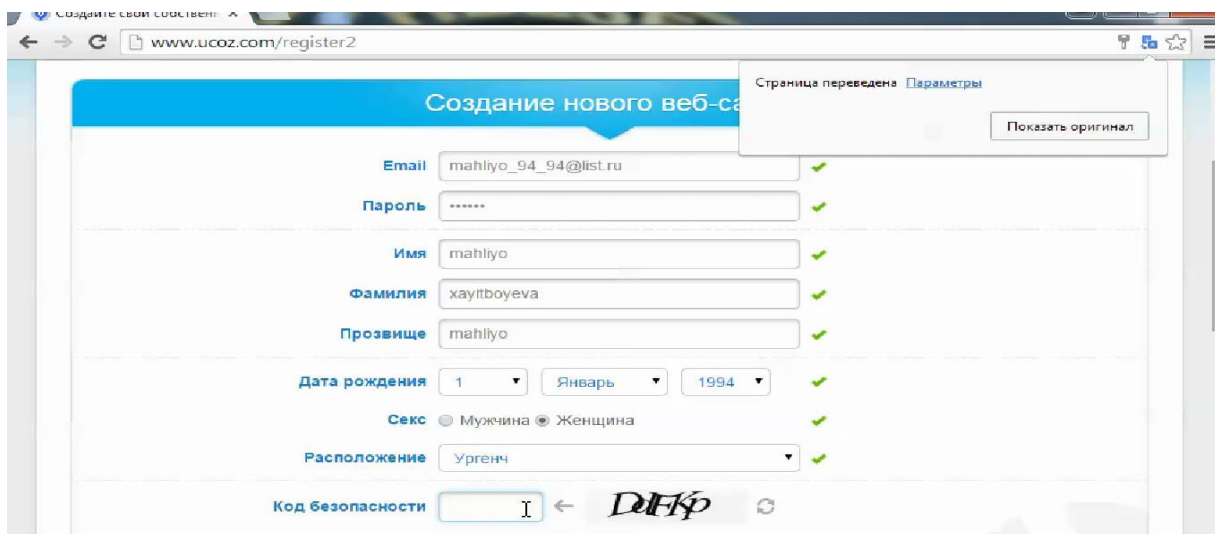 Создайте свой собствен
www.ucoz.com/register2
Страница переведена Параметры
Показать оригинал
Создание нового веб-са
Email mahliyo_94_94@list.ru
Пароль ••••••
Имя mahliyo
Фамилия xayitboyeva
Прозвище mahliyo
Дата рождения 1 Январь 1994
Секс Мужчина Женщина
Расположение Ургенч
Код безопасности